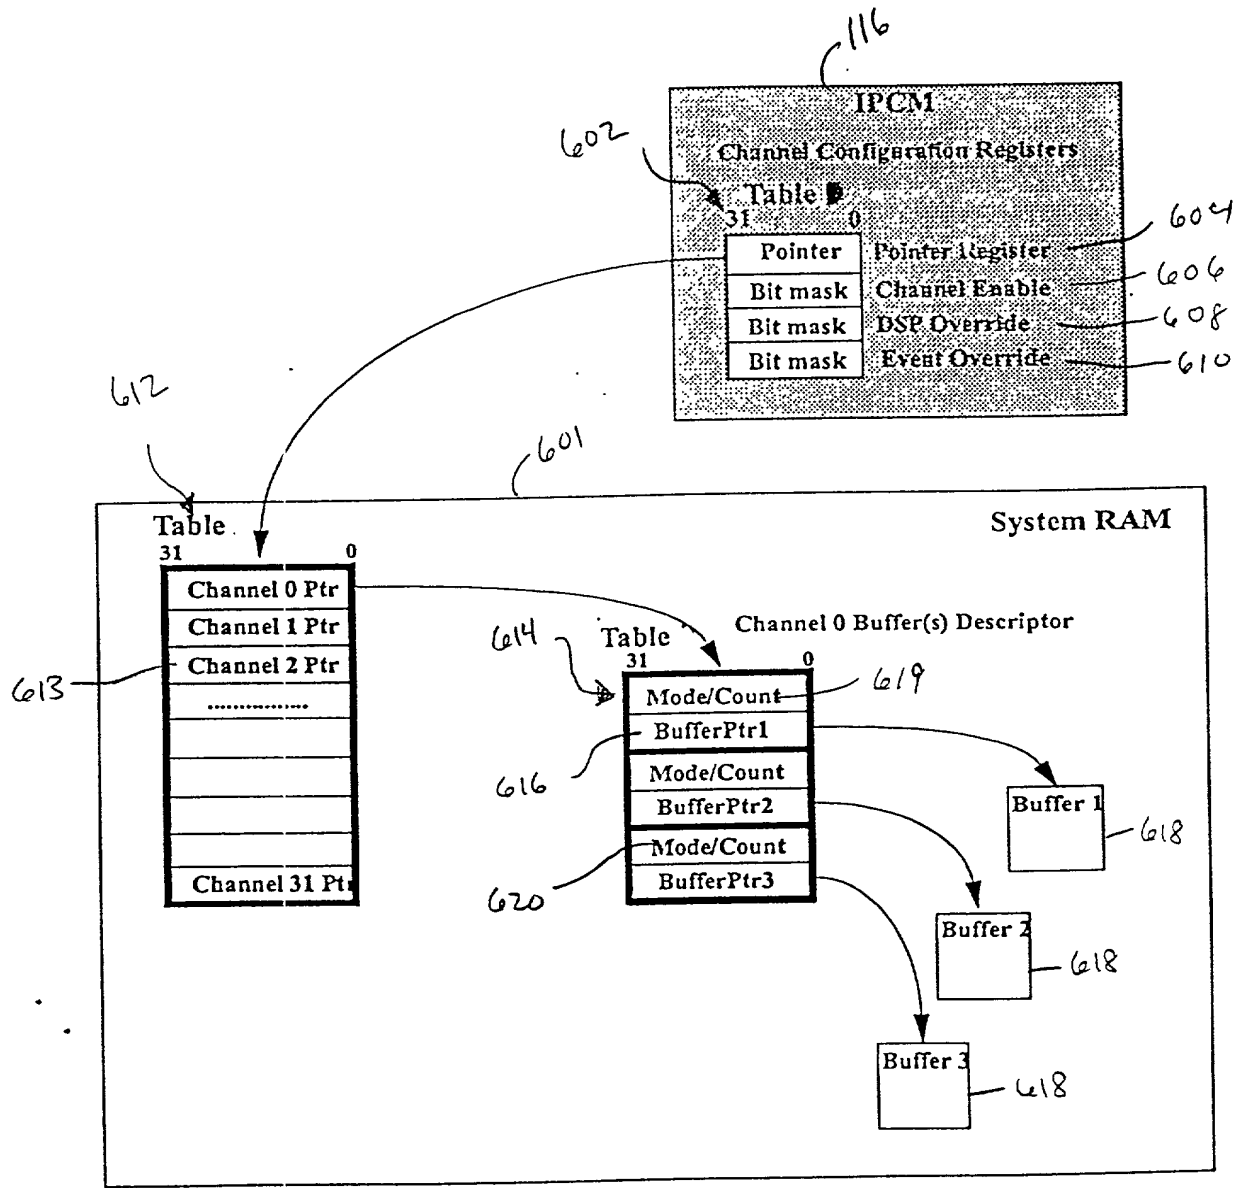 116
IPCM
602
Channel Configuration Registers
Table
31 0
604
Pointer Pointer Register
606
Bit mask Channel Enable
608
Bit mask DSP Override
610
Bit mask Event Override
612
601
Table
System RAM
31 0
Channel 0 Ptr
Channel 1 Ptr
613
Channel 2 Ptr
................
Channel 31 Ptr
614
Table
Channel 0 Buffer(s) Descriptor
31 0
619
Mode/Count
BufferPtr1
616
Mode/Count
BufferPtr2
Mode/Count
620
BufferPtr3
Buffer 1
618
Buffer 2
618
Buffer 3
618